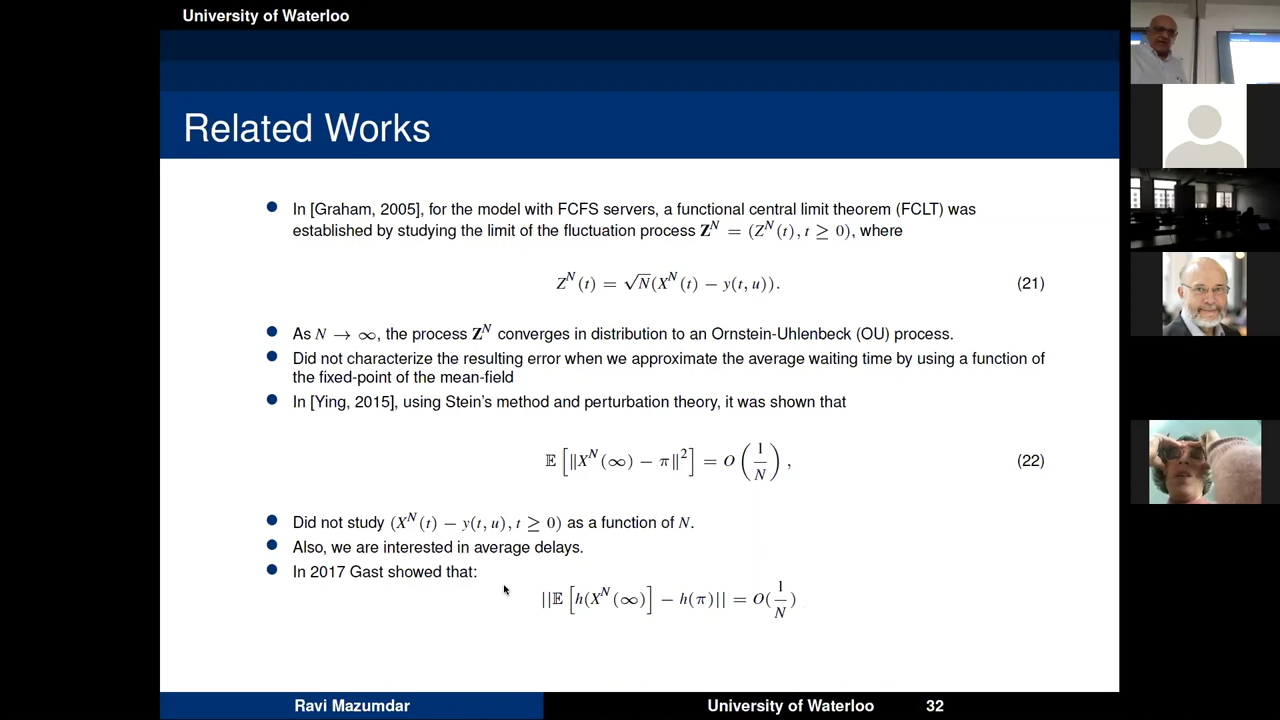 University of Waterloo
Related Works
In [Graham, 2005], for the model with FCFS servers, a functional central limit theorem (FCLT) was
established by studying the limit of the fluctuation process Z^N = (Z^N(t), t ≥ 0), where
Z^N(t) = √N(X^N(t) − y(t, u)). (21)
As N → ∞, the process Z^N converges in distribution to an Ornstein-Uhlenbeck (OU) process.
Did not characterize the resulting error when we approximate the average waiting time by using a function of
the fixed-point of the mean-field
In [Ying, 2015], using Stein's method and perturbation theory, it was shown that
𝔼[‖X^N(∞) − π‖^2] = O(1/N), (22)
Did not study (X^N(t) − y(t, u), t ≥ 0) as a function of N.
Also, we are interested in average delays.
In 2017 Gast showed that:
||𝔼[h(X^N(∞)] − h(π)|| = O(1/N)
Ravi Mazumdar University of Waterloo 32